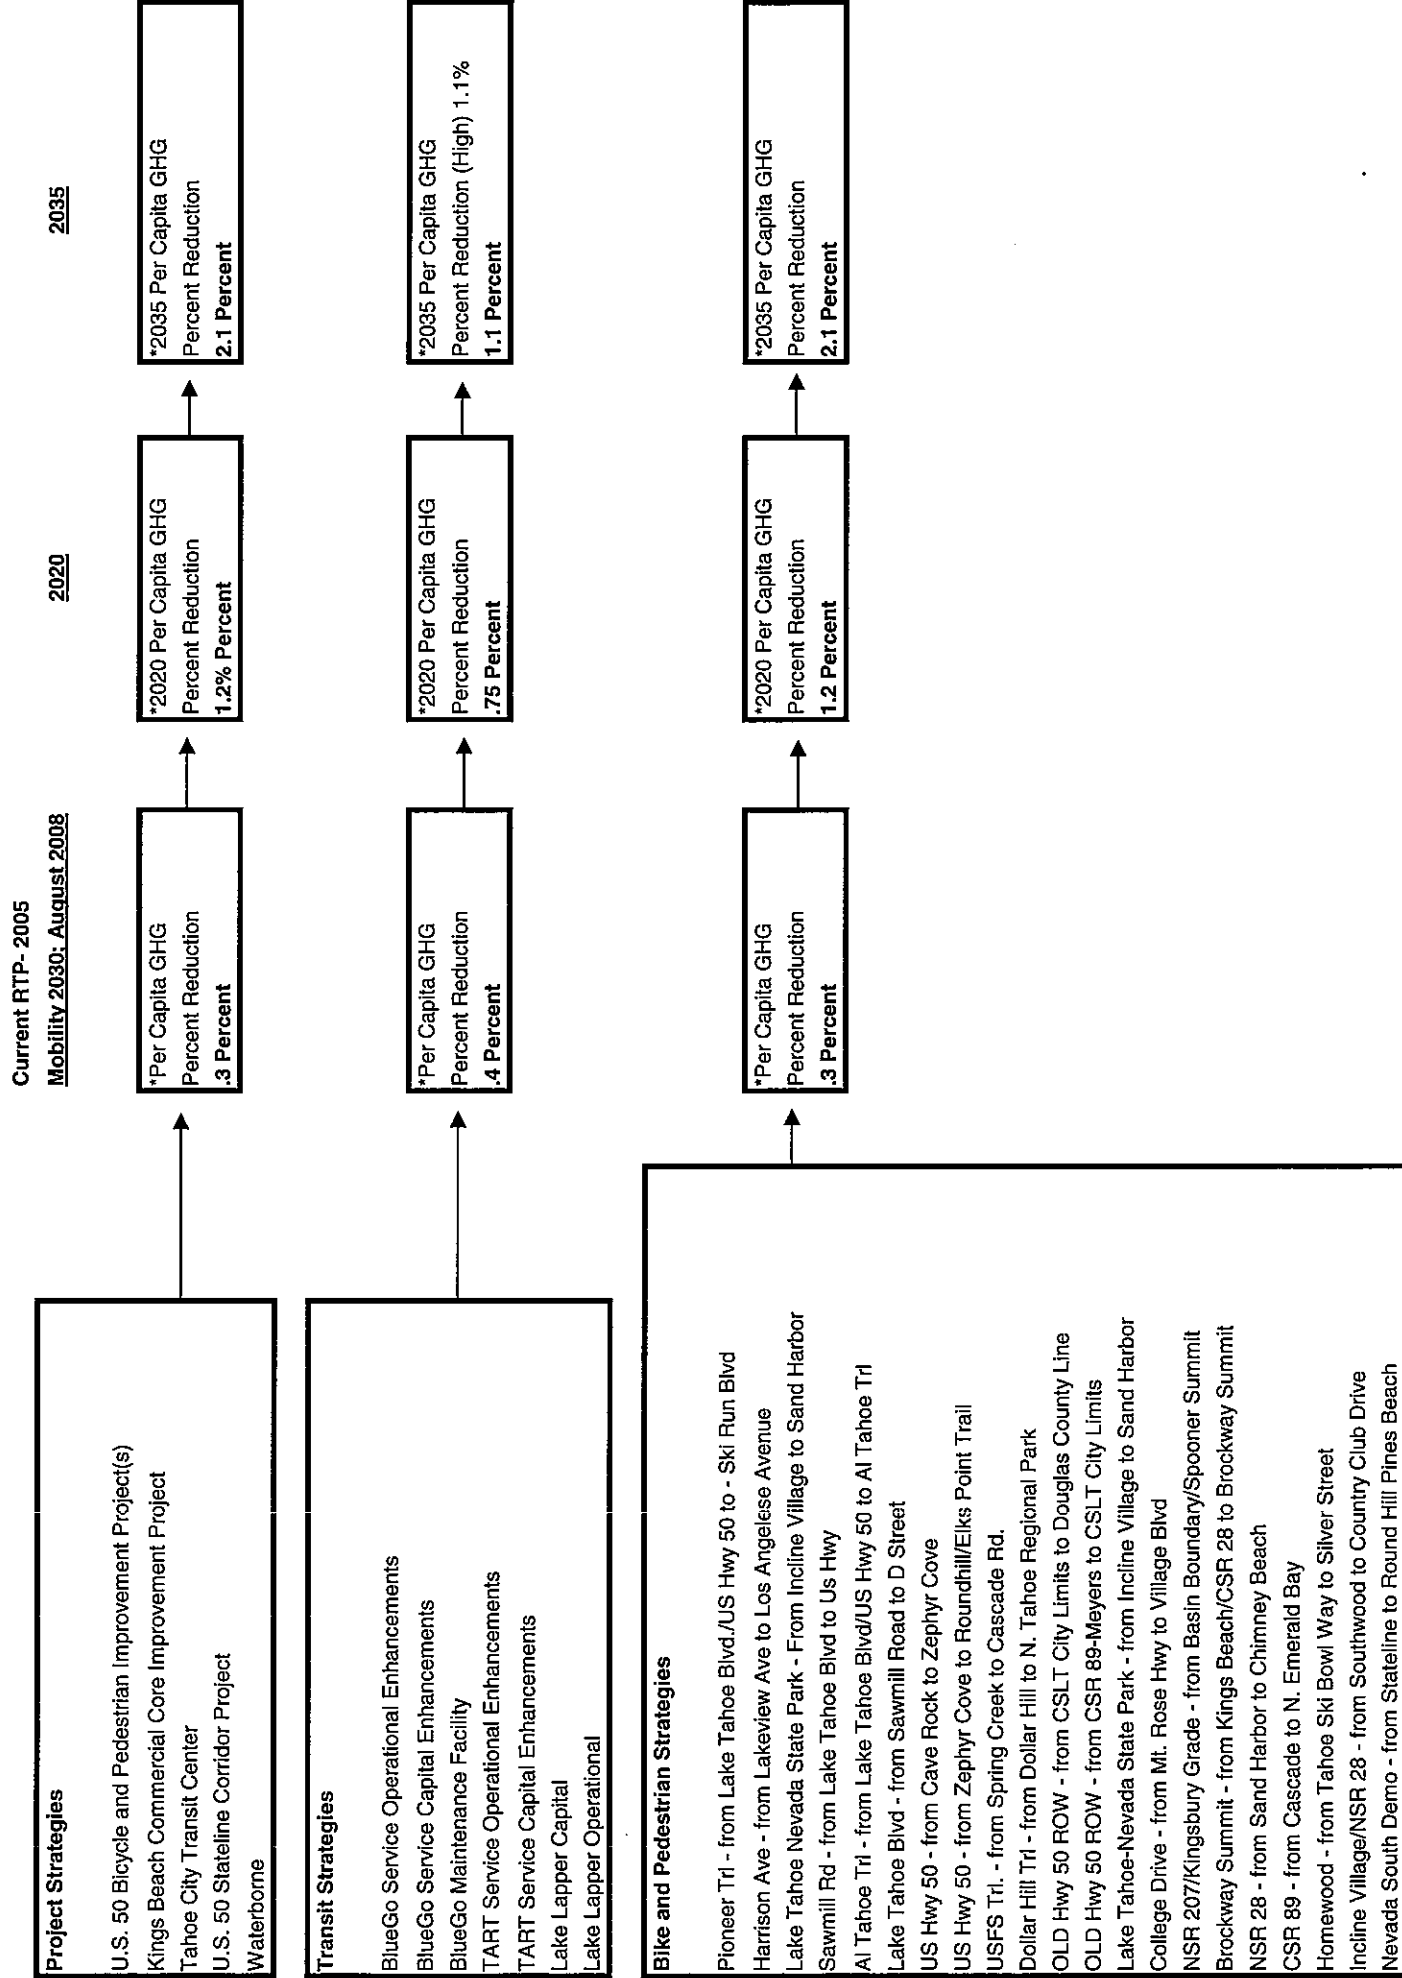 Current RTP- 2005
Mobility 2030; August 2008
2020
2035
Project Strategies
U.S. 50 Bicycle and Pedestrian Improvement Project(s)
Kings Beach Commercial Core Improvement Project
Tahoe City Transit Center
U.S. 50 Stateline Corridor Project
Waterborne
*Per Capita GHG
Percent Reduction
.3 Percent
*2020 Per Capita GHG
Percent Reduction
1.2% Percent
*2035 Per Capita GHG
Percent Reduction
2.1 Percent
Transit Strategies
BlueGo Service Operational Enhancements
BlueGo Service Capital Enhancements
BlueGo Maintenance Facility
TART Service Operational Enhancements
TART Service Capital Enhancements
Lake Lapper Capital
Lake Lapper Operational
*Per Capita GHG
Percent Reduction
.4 Percent
*2020 Per Capita GHG
Percent Reduction
.75 Percent
*2035 Per Capita GHG
Percent Reduction (High) 1.1%
1.1 Percent
Bike and Pedestrian Strategies
Pioneer Trl - from Lake Tahoe Blvd./US Hwy 50 to - Ski Run Blvd
Harrison Ave - from Lakeview Ave to Los Angelese Avenue
Lake Tahoe Nevada State Park - From Incline Village to Sand Harbor
Sawmill Rd - from Lake Tahoe Blvd to Us Hwy
Al Tahoe Trl - from Lake Tahoe Blvd/US Hwy 50 to Al Tahoe Trl
Lake Tahoe Blvd - from Sawmill Road to D Street
US Hwy 50 - from Cave Rock to Zephyr Cove
US Hwy 50 - from Zephyr Cove to Roundhill/Elks Point Trail
USFS Trl. - from Spring Creek to Cascade Rd.
Dollar Hill Trl - from Dollar Hill to N. Tahoe Regional Park
OLD Hwy 50 ROW - from CSLT City Limits to Douglas County Line
OLD Hwy 50 ROW - from CSR 89-Meyers to CSLT City Limits
Lake Tahoe-Nevada State Park - from Incline Village to Sand Harbor
College Drive - from Mt. Rose Hwy to Village Blvd
NSR 207/Kingsbury Grade - from Basin Boundary/Spooner Summit
Brockway Summit - from Kings Beach/CSR 28 to Brockway Summit
NSR 28 - from Sand Harbor to Chimney Beach
CSR 89 - from Cascade to N. Emerald Bay
Homewood - from Tahoe Ski Bowl Way to Silver Street
Incline Village/NSR 28 - from Southwood to Country Club Drive
Nevada South Demo - from Stateline to Round Hill Pines Beach
*Per Capita GHG
Percent Reduction
.3 Percent
*2020 Per Capita GHG
Percent Reduction
1.2 Percent
*2035 Per Capita GHG
Percent Reduction
2.1 Percent